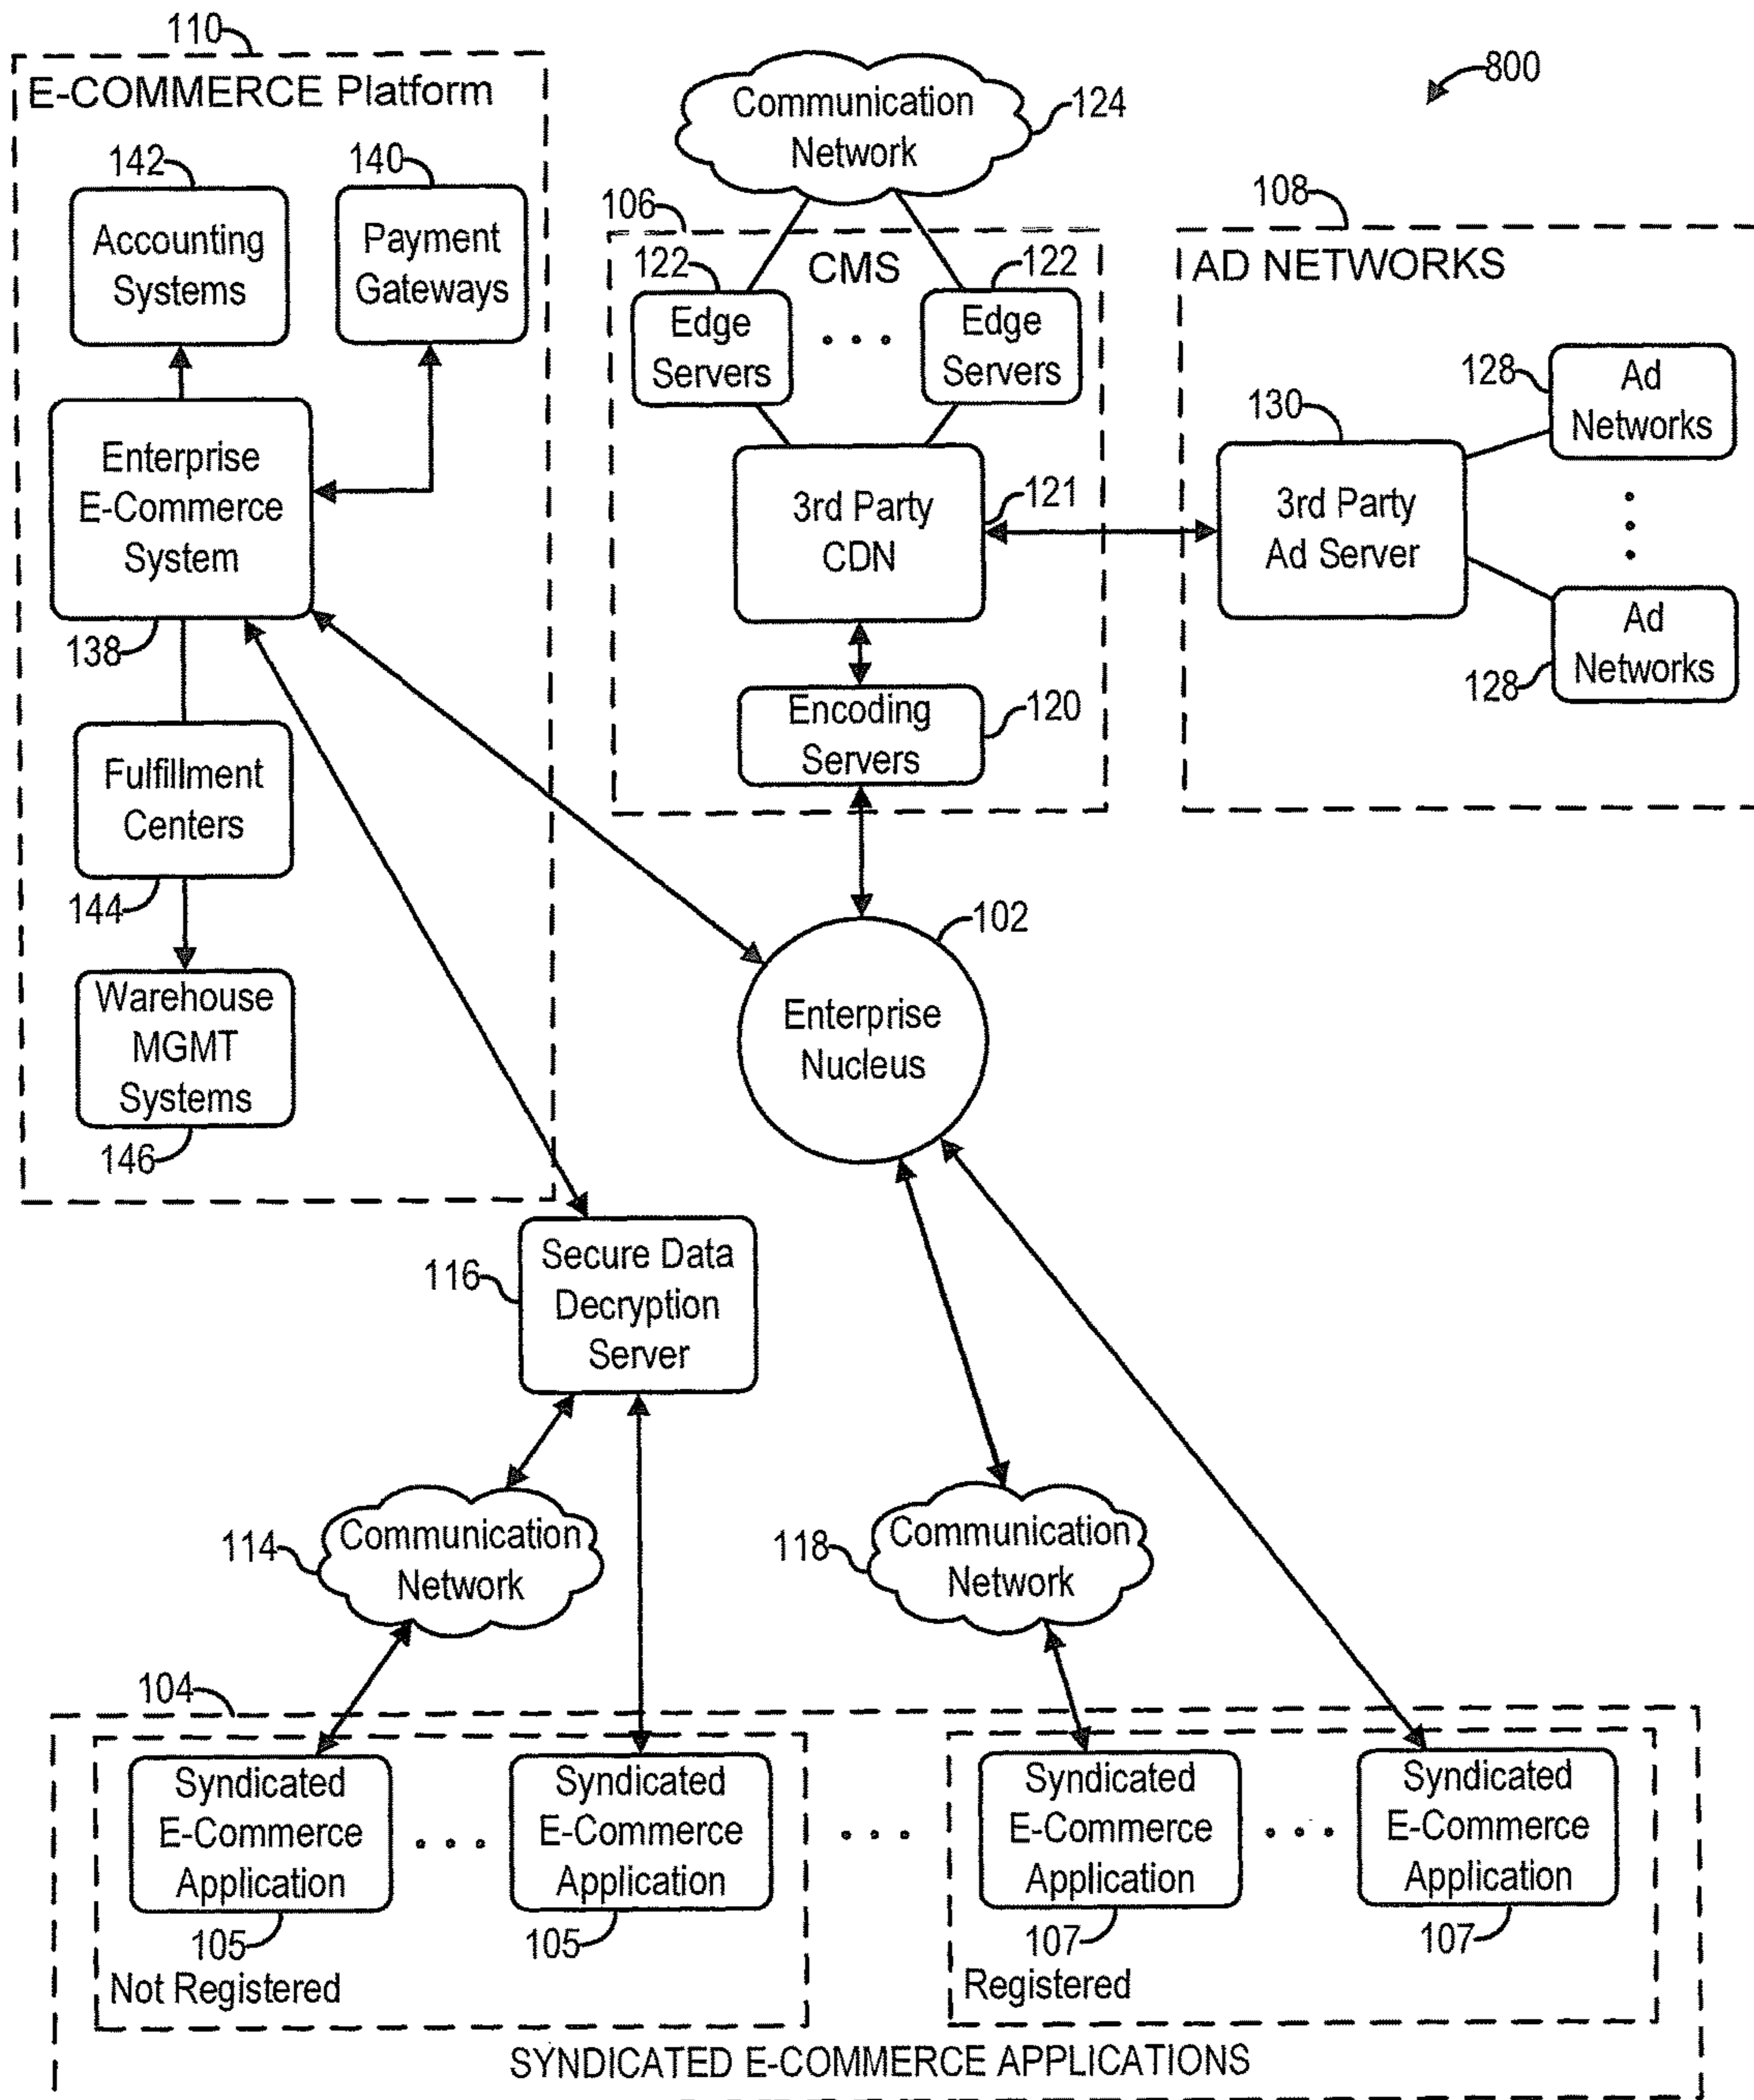 110
E-COMMERCE Platform
142
Accounting
Systems
140
Payment
Gateways
Enterprise
E-Commerce
System
138
Fulfillment
Centers
144
Warehouse
MGMT
Systems
146
Communication
Network
124
800
106
CMS
122
Edge
Servers
• • •
122
Edge
Servers
3rd Party
CDN
121
Encoding
Servers
120
108
AD NETWORKS
130
3rd Party
Ad Server
128
Ad
Networks
128
Ad
Networks
102
Enterprise
Nucleus
116
Secure Data
Decryption
Server
114
Communication
Network
118
Communication
Network
104
Syndicated
E-Commerce
Application
105
Syndicated
E-Commerce
Application
105
Not Registered
Syndicated
E-Commerce
Application
107
Syndicated
E-Commerce
Application
107
Registered
SYNDICATED E-COMMERCE APPLICATIONS